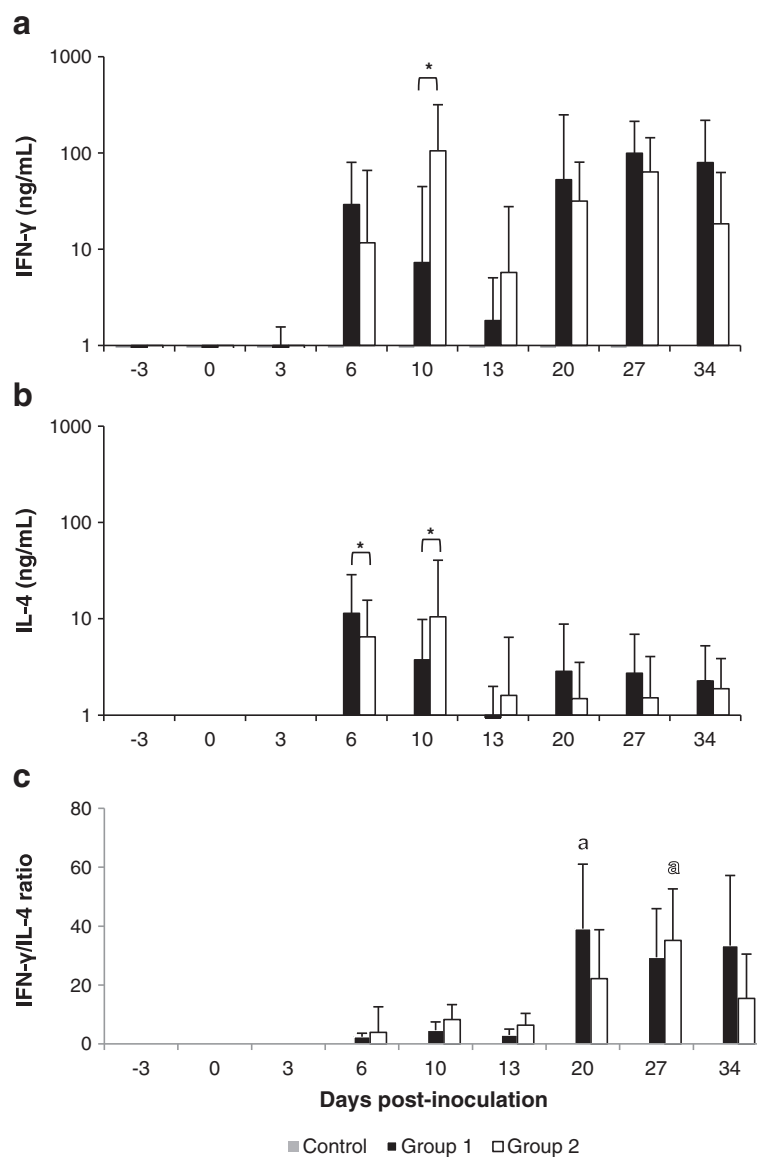 a
IFN-γ (ng/mL)
1000
100
10
1
*
-3 0 3 6 10 13 20 27 34
b
IL-4 (ng/mL)
1000
100
10
1
* *
-3 0 3 6 10 13 20 27 34
c
IFN-γ/IL-4 ratio
80
60
40
20
0
a
a
-3 0 3 6 10 13 20 27 34
Days post-inoculation
Control Group 1 Group 2